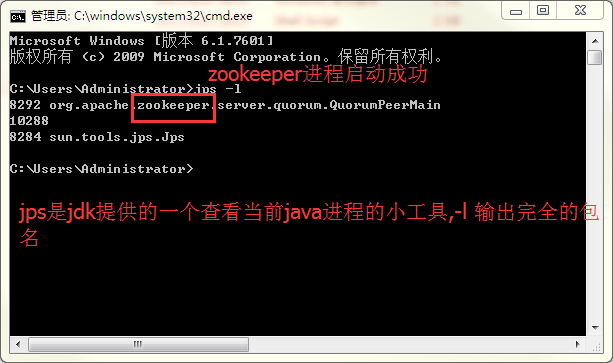 管理员: C:\windows\system32\cmd.exe
Microsoft Windows [版本 6.1.7601]
版权所有 (c) 2009 Microsoft Corporation。保留所有权利。
zookeeper进程启动成功
C:\Users\Administrator>jps -l
8292 org.apache.zookeeper.server.quorum.QuorumPeerMain
10288
8284 sun.tools.jps.Jps
C:\Users\Administrator>
jps是jdk提供的一个查看当前java进程的小工具,-l 输出完全的包
名